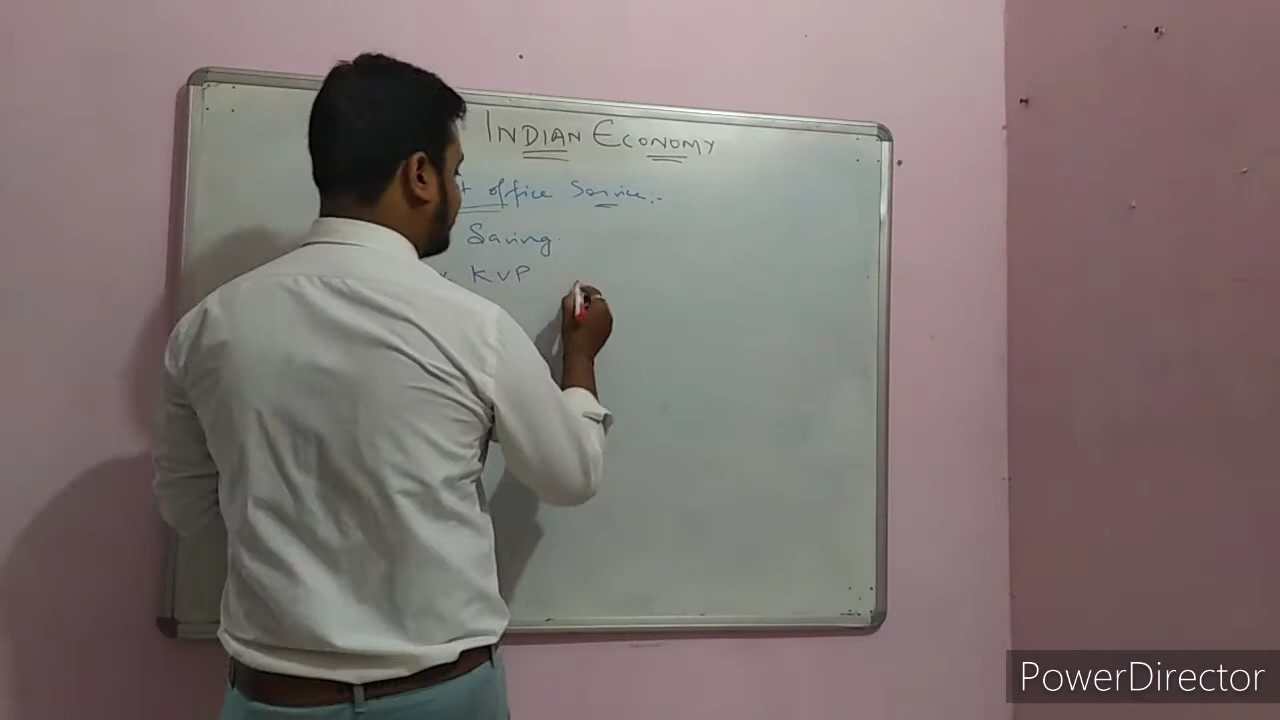 INDIAN ECONOMY
office Service:-
Saving
KVP
PowerDirector